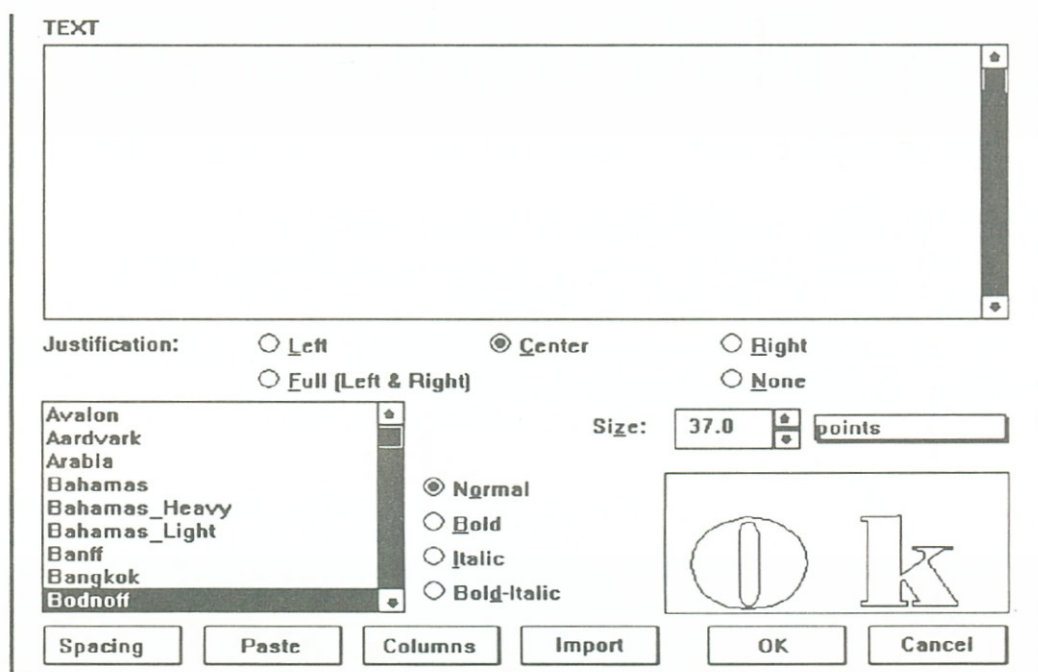 TEXT
Justification: Left Center Right
Full (Left & Right) None
Avalon
Aardvark
Arabia
Bahamas
Bahamas_Heavy
Bahamas_Light
Banff
Bangkok
Bodnoff
Normal
Bold
Italic
Bold-Italic
Size: 37.0 points
O k
Spacing Paste Columns Import OK Cancel